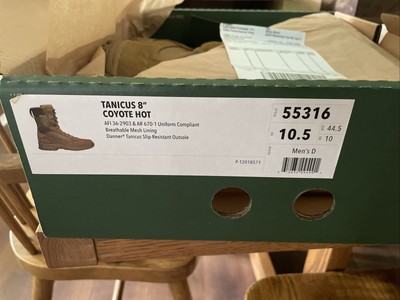 TANICUS 8"
COYOTE HOT
AFI 36-2903 & AR 670-1 Uniform Compliant
Breathable Mesh Lining
Danner® Tanicus Slip-Resistant Outsole
55316
10.5
44.5
10
Men's D